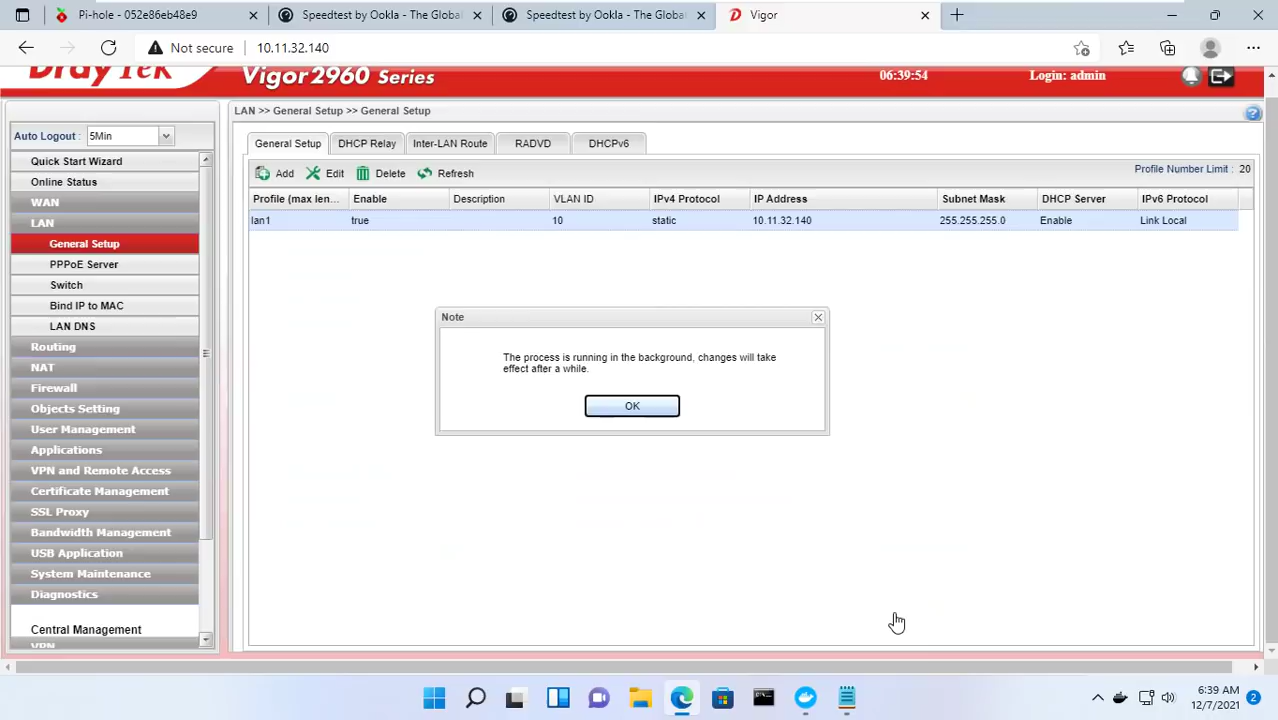 Pi-hole - 052e86eb48e9
Speedtest by Ookla - The Global
Speedtest by Ookla - The Global
Vigor
Not secure
10.11.32.140
DrayTek
Vigor2960 Series
06:39:54
Login: admin
Auto Logout :
5Min
LAN >> General Setup >> General Setup
Quick Start Wizard
Online Status
WAN
LAN
General Setup
PPPoE Server
Switch
Bind IP to MAC
LAN DNS
Routing
NAT
Firewall
Objects Setting
User Management
Applications
VPN and Remote Access
Certificate Management
SSL Proxy
Bandwidth Management
USB Application
System Maintenance
Diagnostics
Central Management
VPN
General Setup
DHCP Relay
Inter-LAN Route
RADVD
DHCPv6
Add
Edit
Delete
Refresh
Profile Number Limit : 20
Profile (max len... Enable Description VLAN ID IPv4 Protocol IP Address Subnet Mask DHCP Server IPv6 Protocol
lan1 true 10 static 10.11.32.140 255.255.255.0 Enable Link Local
Note
The process is running in the background, changes will take
effect after a while.
OK
6:39 AM
12/7/2021
2